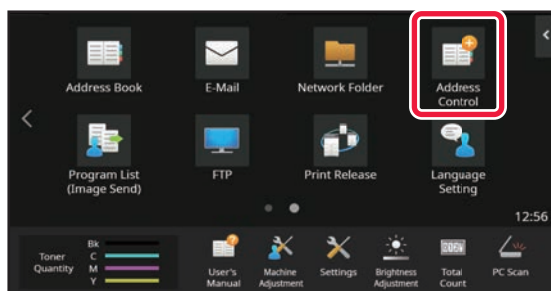 Address Book
E-Mail
Network Folder
Address
Control
Program List
(Image Send)
FTP
Print Release
Language
Setting
12:56
Toner
Quantity
Bk
C
M
Y
User's
Manual
Machine
Adjustment
Settings
Brightness
Adjustment
Total
Count
PC Scan